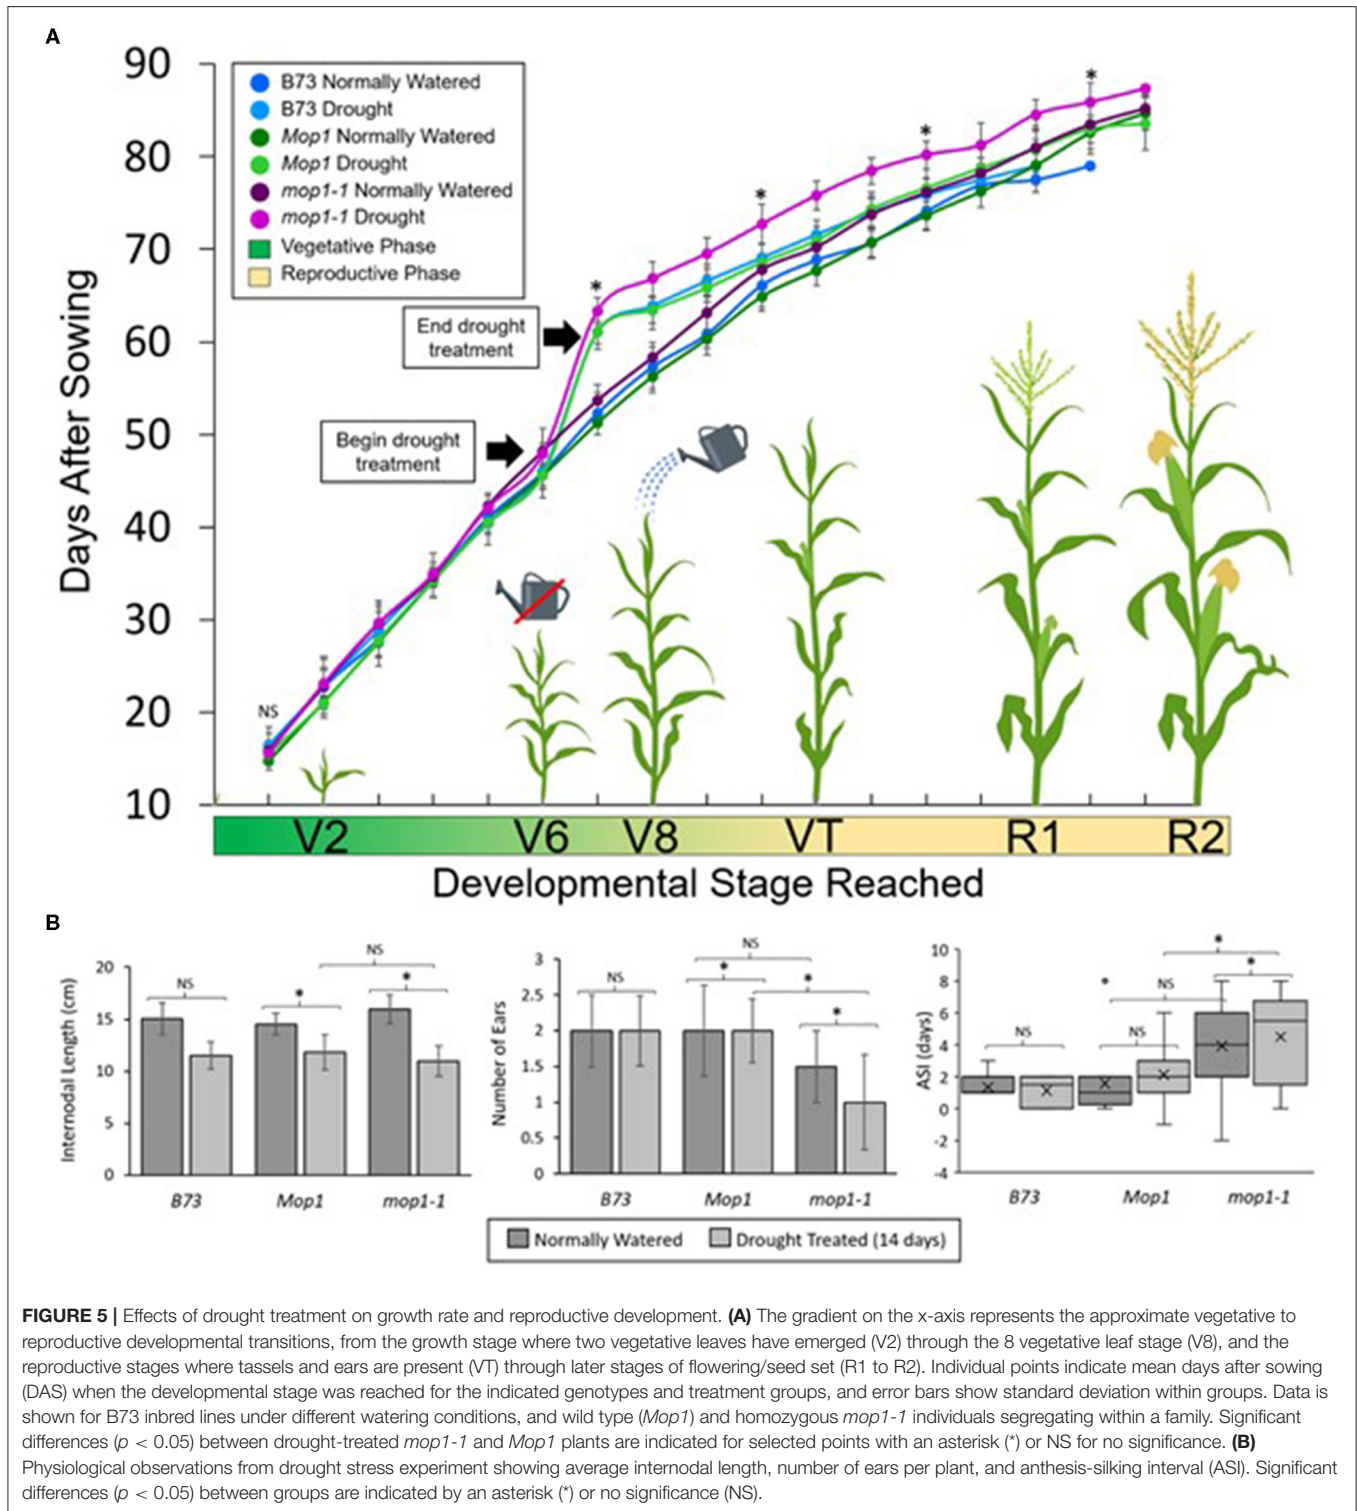 A
90
80
70
60
50
40
30
20
10
Days After Sowing
B73 Normally Watered
B73 Drought
Mop1 Normally Watered
Mop1 Drought
mop1-1 Normally Watered
mop1-1 Drought
Vegetative Phase
Reproductive Phase
End drought
treatment
Begin drought
treatment
NS
*
*
*
*
V2 V6 V8 VT R1 R2
Developmental Stage Reached
B
Internodal Length (cm)
20
15
10
5
0
NS
*
NS
*
B73 Mop1 mop1-1
Number of Ears
3
2.5
2
1.5
1
0.5
0
NS
*
NS
*
*
B73 Mop1 mop1-1
ASI (days)
10
8
6
4
2
0
-2
-4
NS
NS
NS
*
*
B73 Mop1 mop1-1
Normally Watered Drought Treated (14 days)
FIGURE 5 | Effects of drought treatment on growth rate and reproductive development. (A) The gradient on the x-axis represents the approximate vegetative to
reproductive developmental transitions, from the growth stage where two vegetative leaves have emerged (V2) through the 8 vegetative leaf stage (V8), and the
reproductive stages where tassels and ears are present (VT) through later stages of flowering/seed set (R1 to R2). Individual points indicate mean days after sowing
(DAS) when the developmental stage was reached for the indicated genotypes and treatment groups, and error bars show standard deviation within groups. Data is
shown for B73 inbred lines under different watering conditions, and wild type (Mop1) and homozygous mop1-1 individuals segregating within a family. Significant
differences (p < 0.05) between drought-treated mop1-1 and Mop1 plants are indicated for selected points with an asterisk (*) or NS for no significance. (B)
Physiological observations from drought stress experiment showing average internodal length, number of ears per plant, and anthesis-silking interval (ASI). Significant
differences (p < 0.05) between groups are indicated by an asterisk (*) or no significance (NS).